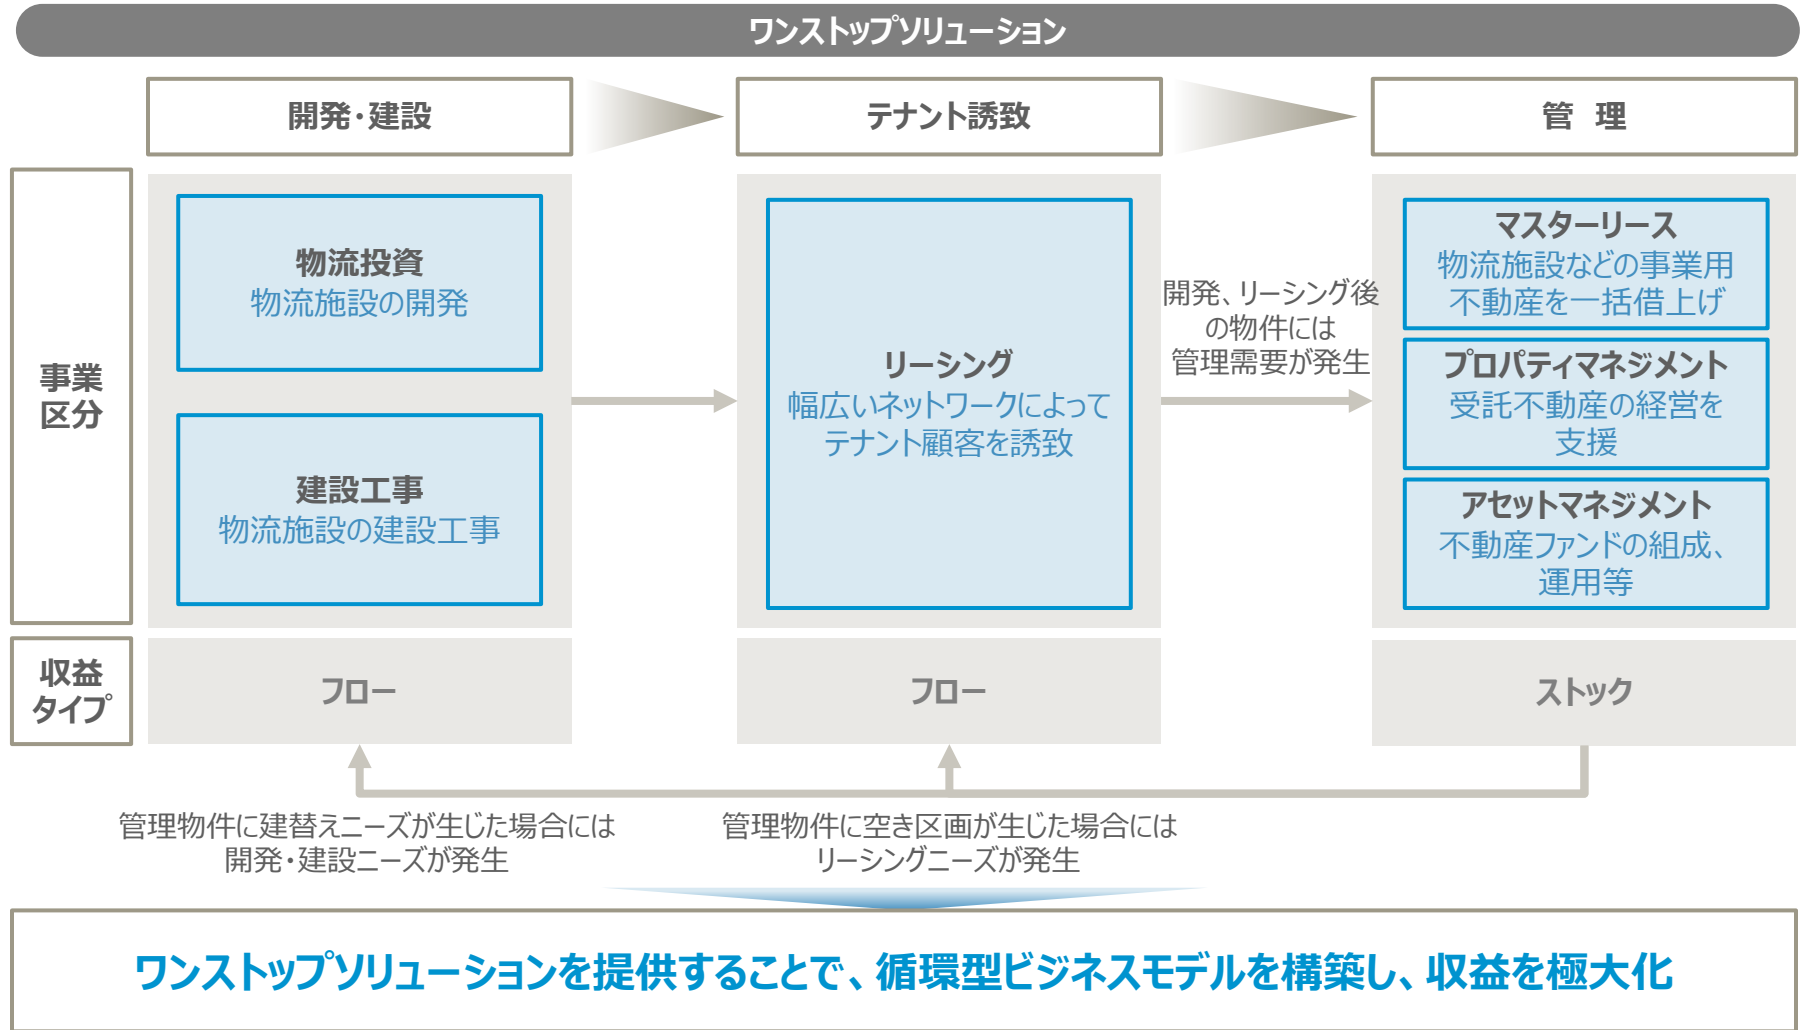 ワンストップソリューション
開発・建設
テナント誘致
管　理
事業
区分
物流投資
物流施設の開発
建設工事
物流施設の建設工事
リーシング
幅広いネットワークによって
テナント顧客を誘致
開発、リーシング後
の物件には
管理需要が発生
マスターリース
物流施設などの事業用
不動産を一括借上げ
プロパティマネジメント
受託不動産の経営を
支援
アセットマネジメント
不動産ファンドの組成、
運用等
収益
タイプ
フロー
フロー
ストック
管理物件に建替えニーズが生じた場合には
開発・建設ニーズが発生
管理物件に空き区画が生じた場合には
リーシングニーズが発生
ワンストップソリューションを提供することで、循環型ビジネスモデルを構築し、収益を極大化